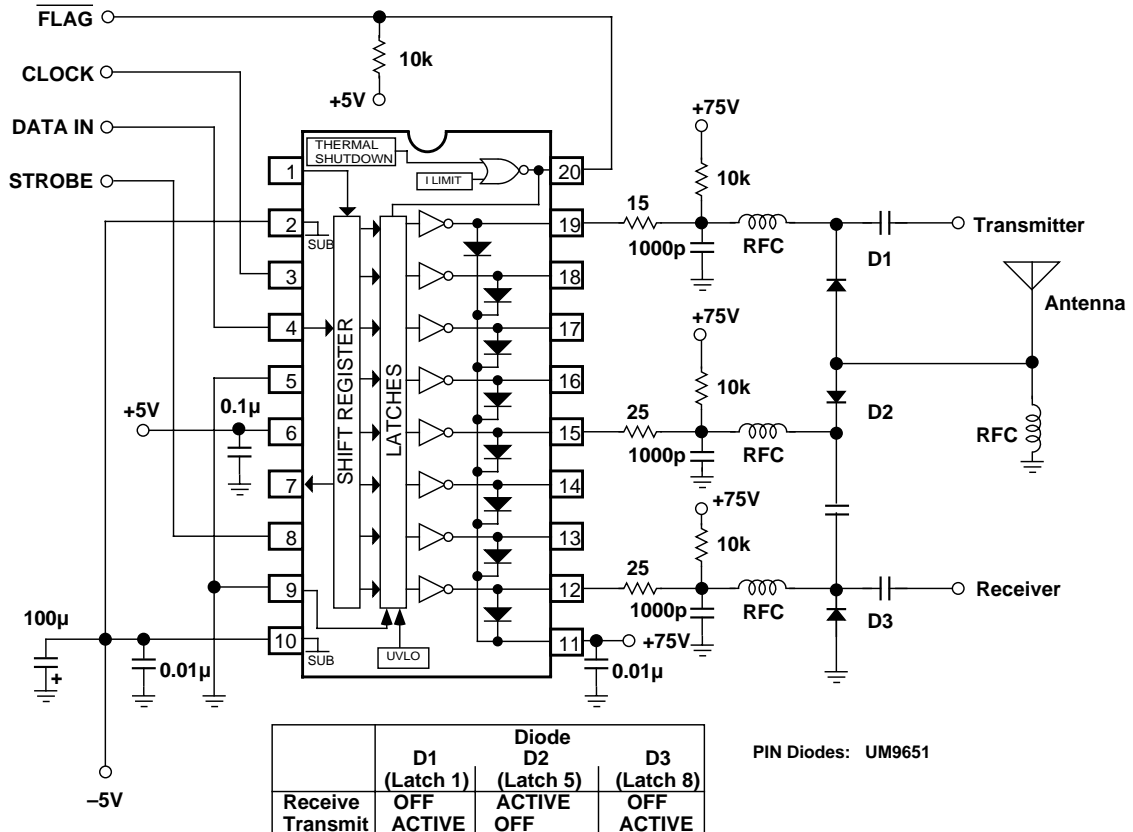 FLAG
10k
CLOCK
+5V
+75V
DATA IN
THERMAL
SHUTDOWN
I LIMIT
1
20
STROBE
10k
15
2
19
Transmitter
SUB
1000p
RFC
D1
3
18
+75V
Antenna
4
17
SHIFT REGISTER
LATCHES
10k
5
16
D2
+5V
0.1µ
25
6
15
RFC
1000p
RFC
7
14
+75V
8
13
10k
25
9
12
Receiver
100µ
1000p
RFC
D3
10
11
+75V
SUB
UVLO
+
0.01µ
0.01µ
Diode
D1 D2 D3
(Latch 1) (Latch 5) (Latch 8)
Receive OFF ACTIVE OFF
Transmit ACTIVE OFF ACTIVE
PIN Diodes: UM9651
–5V